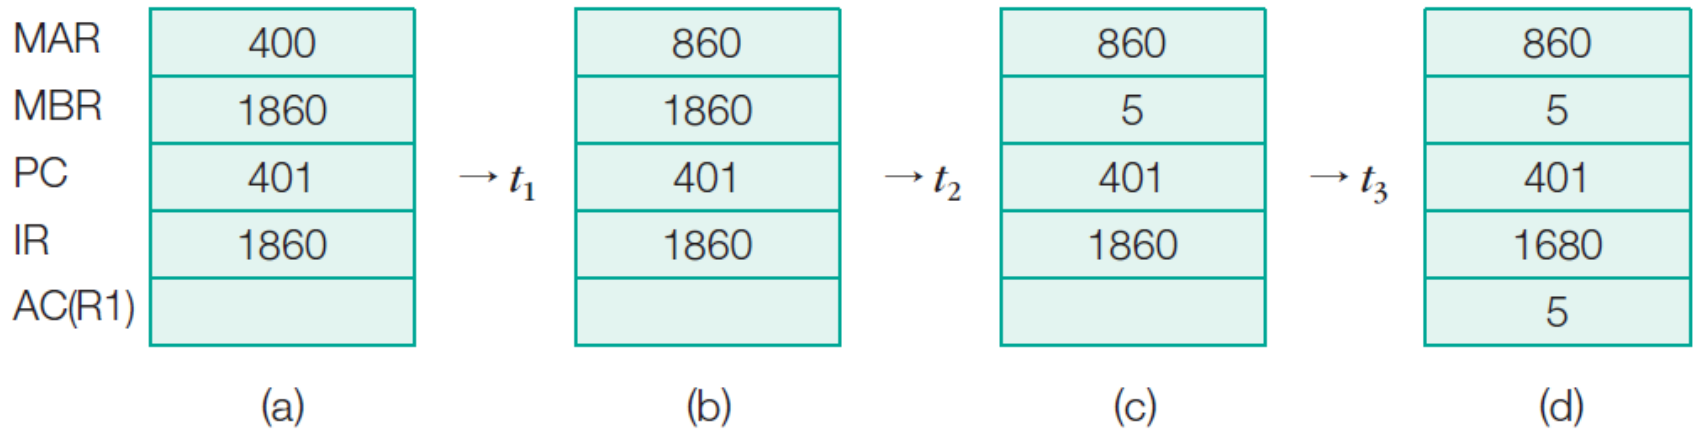 MAR 400 860 860 860
MBR 1860 1860 5 5
PC 401 → t1 401 → t2 401 → t3 401
IR 1860 1860 1860 1680
AC(R1) 5
(a) (b) (c) (d)